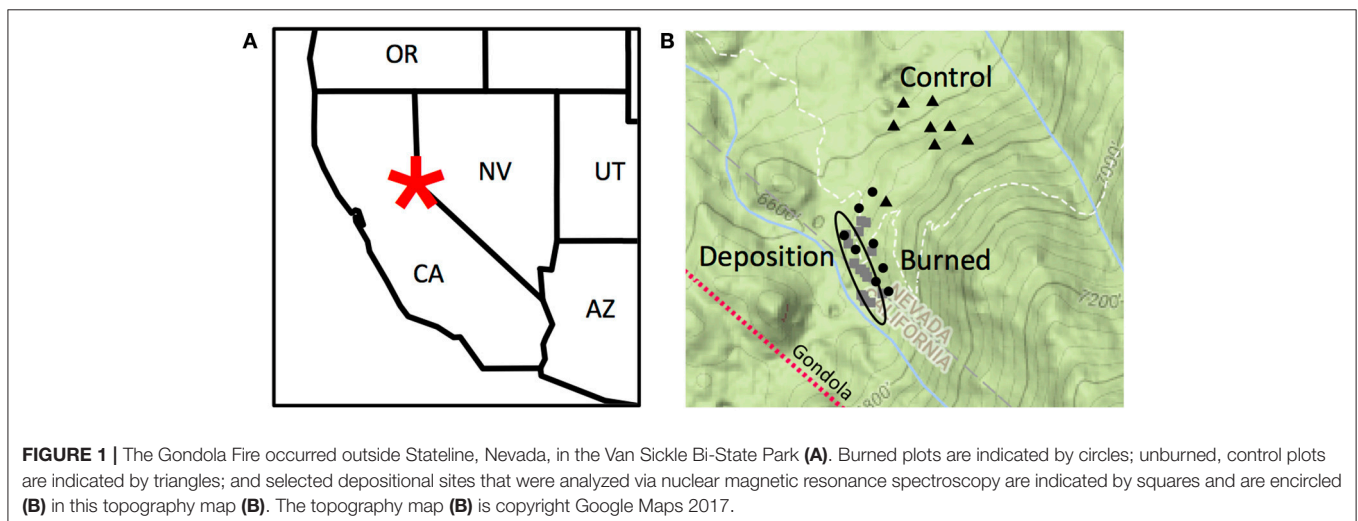 A
OR
NV
UT
CA
AZ
B
Control
7000'
6600'
Deposition
Burned
NEVADA
CALIFORNIA
7200'
Gondola
FIGURE 1 | The Gondola Fire occurred outside Stateline, Nevada, in the Van Sickle Bi-State Park (A). Burned plots are indicated by circles; unburned, control plots
are indicated by triangles; and selected depositional sites that were analyzed via nuclear magnetic resonance spectroscopy are indicated by squares and are encircled
(B) in this topography map (B). The topography map (B) is copyright Google Maps 2017.